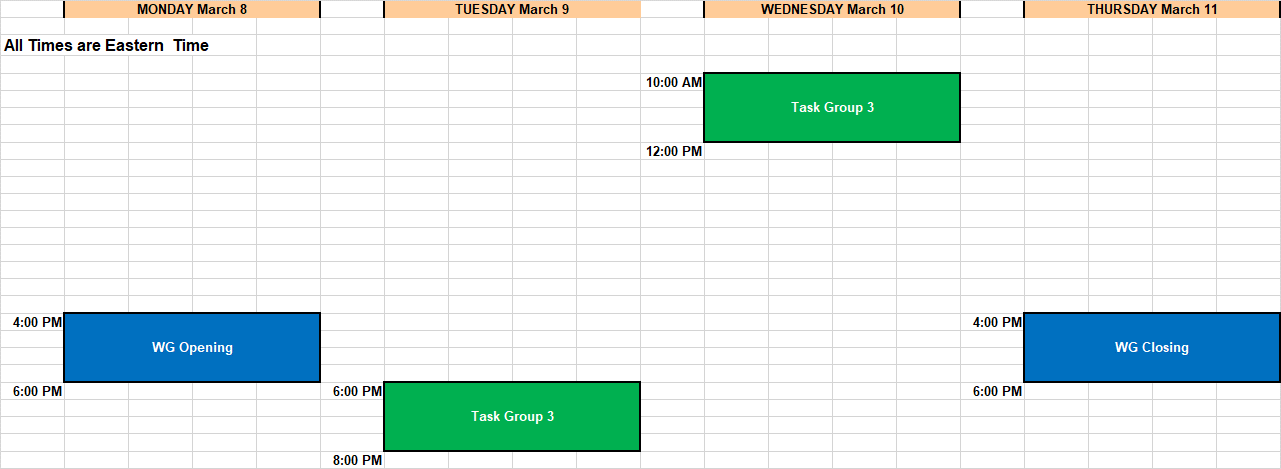 MONDAY March 8
TUESDAY March 9
WEDNESDAY March 10
THURSDAY March 11
All Times are Eastern  Time
10:00 AM
Task Group 3
12:00 PM
4:00 PM
WG Opening
6:00 PM
4:00 PM
WG Closing
6:00 PM
6:00 PM
Task Group 3
8:00 PM